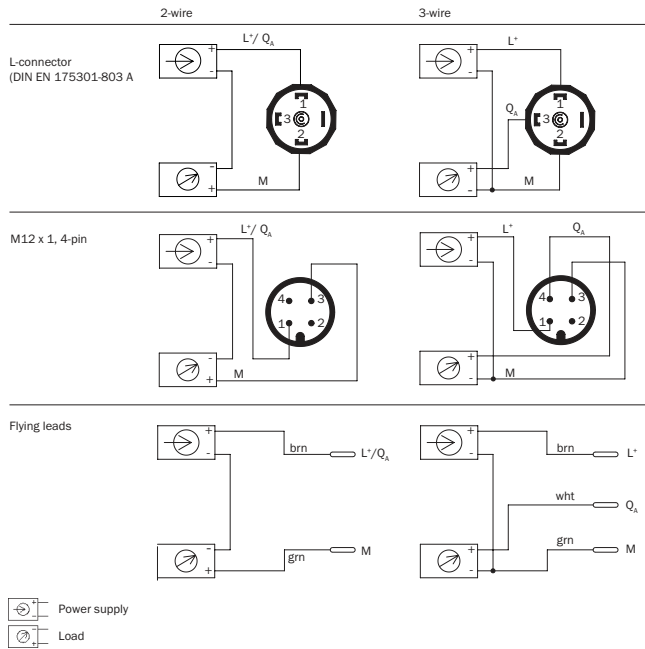 2-wire 3-wire
L-connector
(DIN EN 175301-803 A
+ L⁺/ Q_A
-
1
3
2
-
+ M
+ L⁺
-
Q_A
1
3
2
+
- M
M12 x 1, 4-pin
+ L⁺/ Q_A
-
4 3
1 2
-
+ M
+ L⁺ Q_A
-
4 3
1 2
+
- M
Flying leads
+ brn L⁺/Q_A
-
-
+ grn M
+ brn L⁺
-
wht Q_A
+ grn M
-
+ - Power supply
- + Load